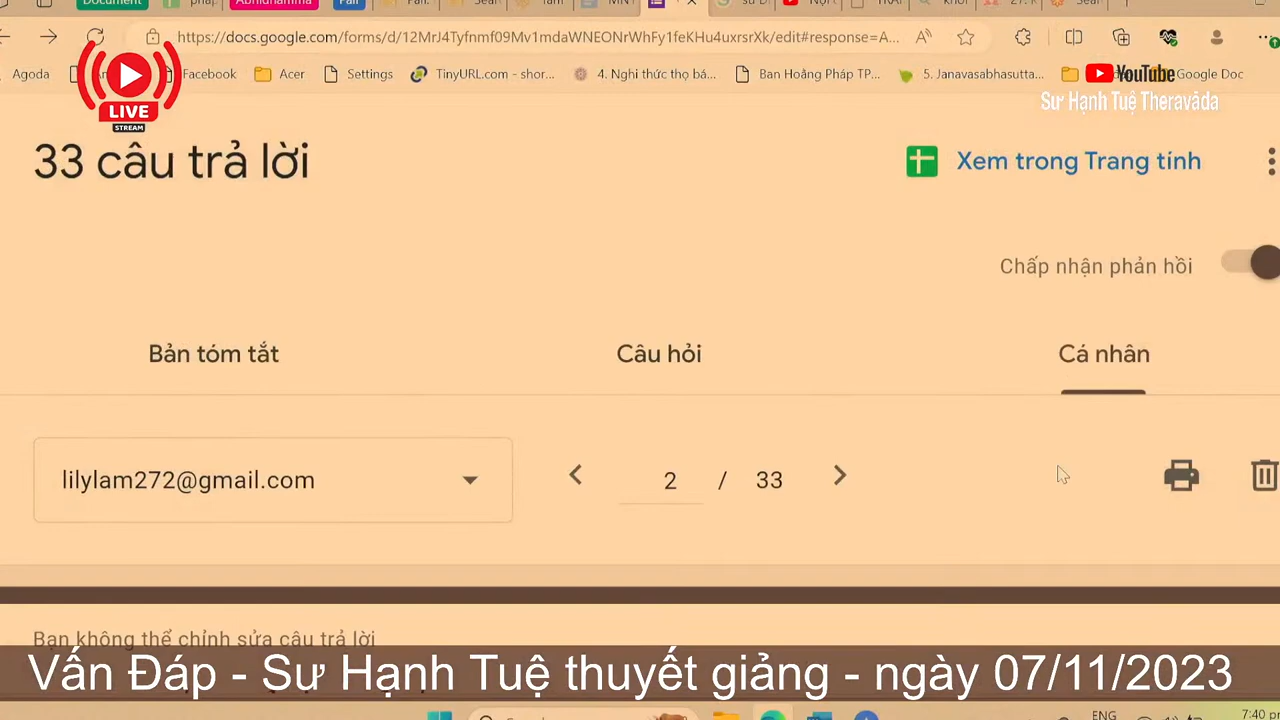 Document
Abhidhamma
https://docs.google.com/forms/d/12MrJ4Tyfnmf09Mv1mdaWNEONrWhFy1feKHu4uxrsrXk/edit#response=A...
Agoda
Facebook
Acer
Settings
TinyURL.com - shor...
4. Nghi thức thọ bá...
Ban Hoằng Pháp TP...
5. Janavasabhasutta...
Google Doc
LIVE
STREAM
YouTube
Sư Hạnh Tuệ Theravāda
33 câu trả lời
Xem trong Trang tính
Chấp nhận phản hồi
Bản tóm tắt
Câu hỏi
Cá nhân
lilylam272@gmail.com
2 / 33
Bạn không thể chỉnh sửa câu trả lời
Vấn Đáp - Sư Hạnh Tuệ thuyết giảng - ngày 07/11/2023
ENG
7:40 pm